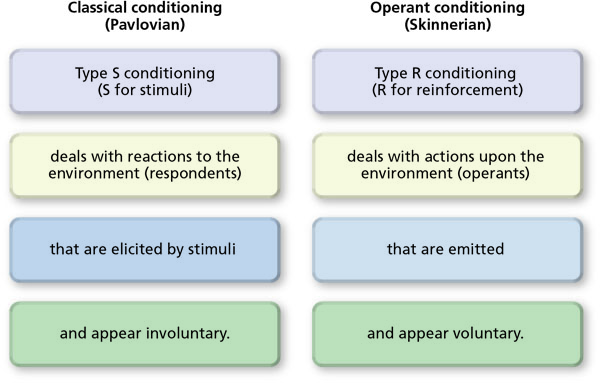 Classical conditioning
(Pavlovian)
Operant conditioning
(Skinnerian)
Type S conditioning
(S for stimuli)
Type R conditioning
(R for reinforcement)
deals with reactions to the
environment (respondents)
deals with actions upon the
environment (operants)
that are elicited by stimuli
that are emitted
and appear involuntary.
and appear voluntary.